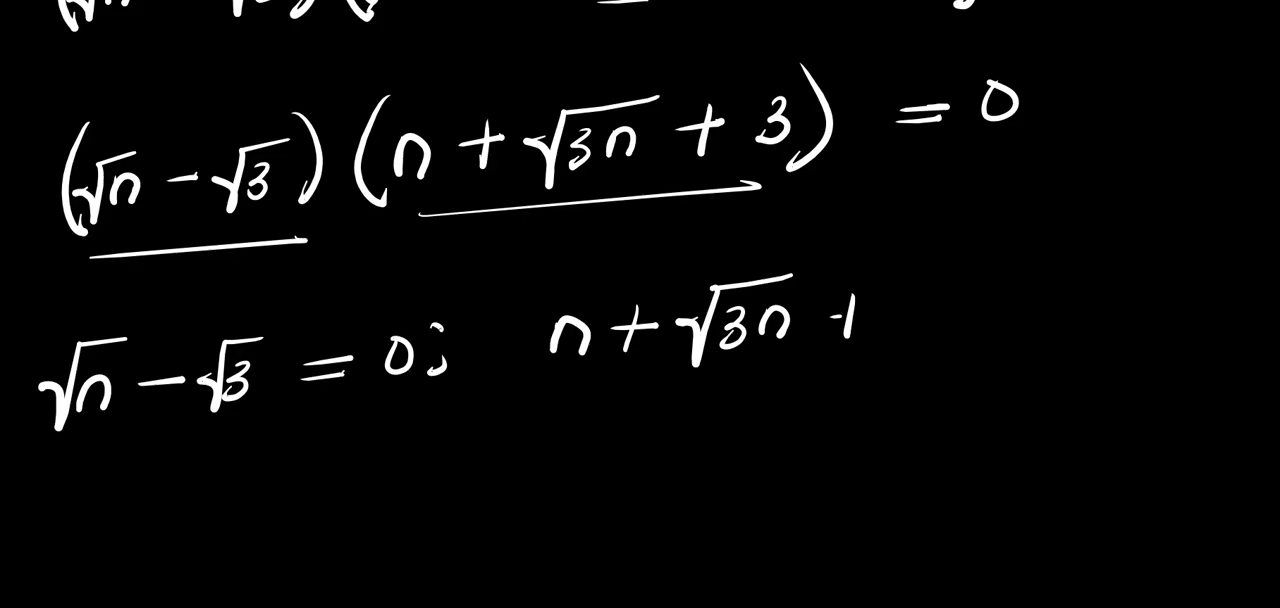 (√n - √3)(n + √3n + 3) = 0
√n - √3 = 0; n + √3n +